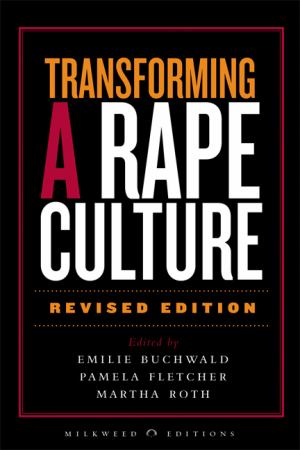 TRANSFORMING
A RAPE
CULTURE
REVISED EDITION
Edited by
EMILIE BUCHWALD
PAMELA FLETCHER
MARTHA ROTH
MILKWEED EDITIONS